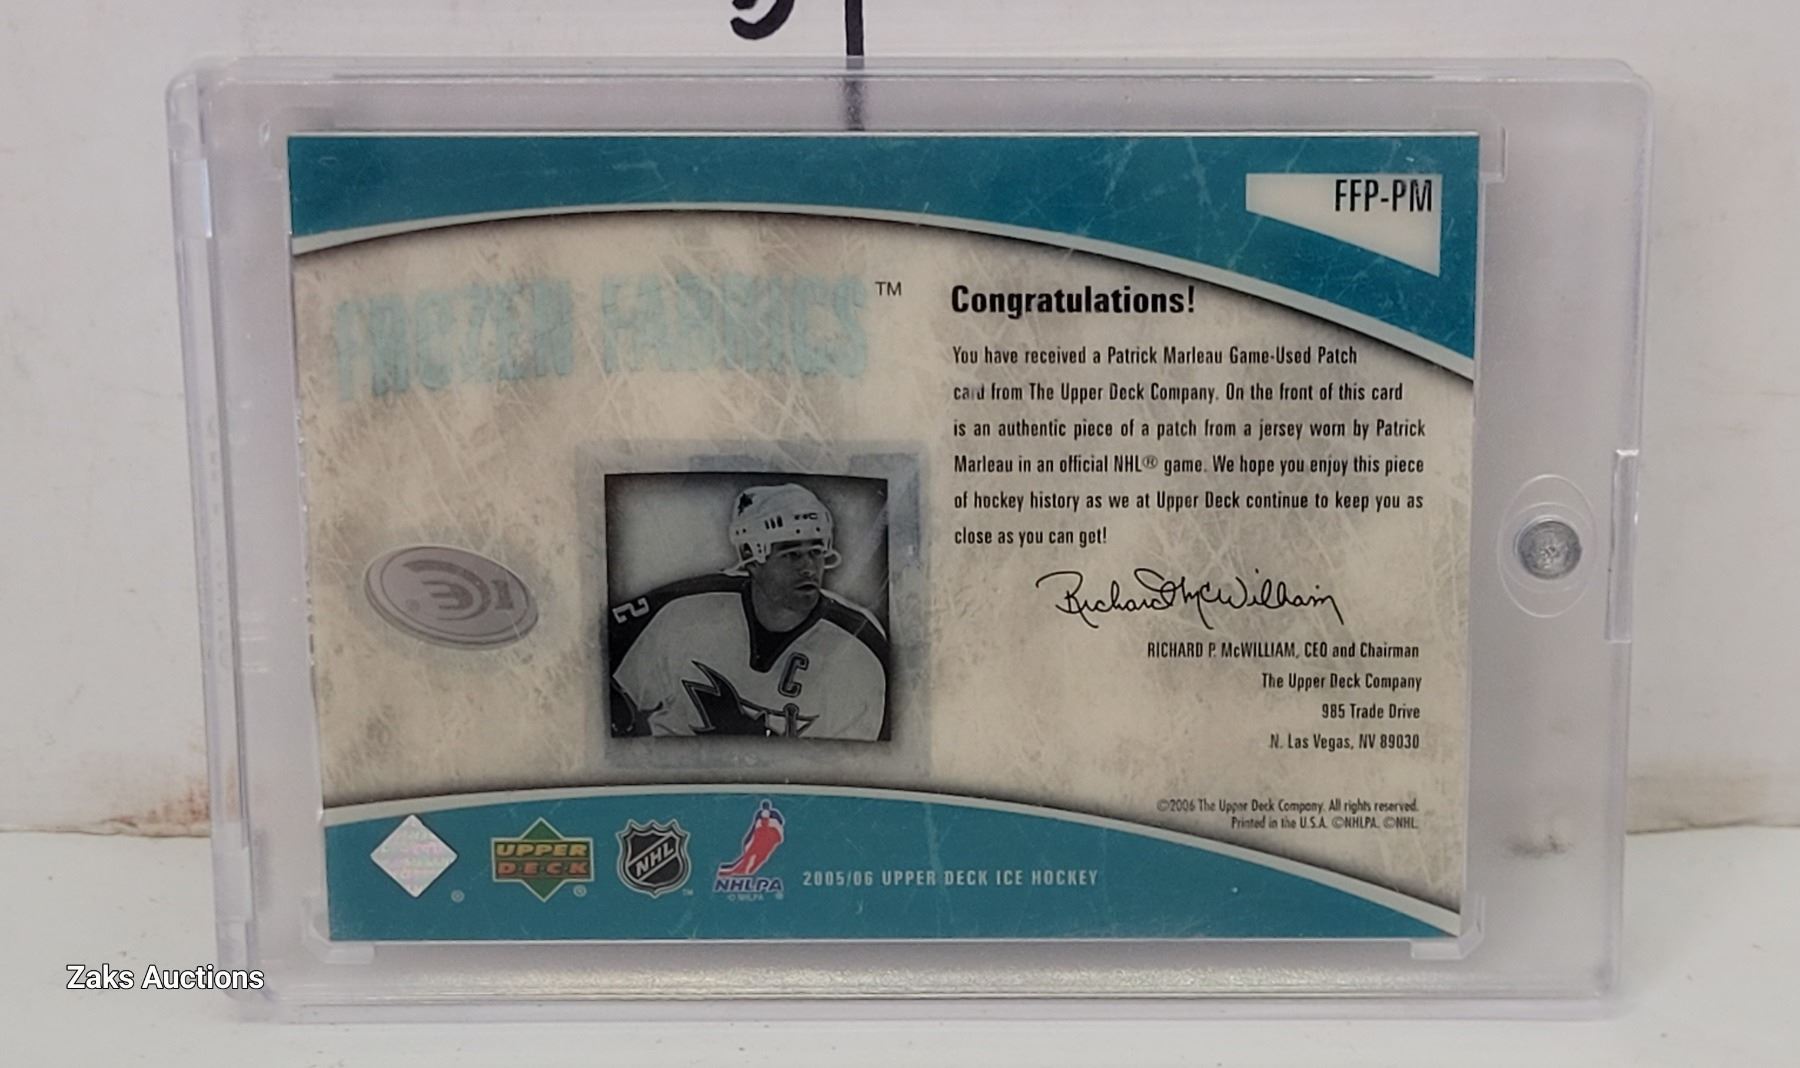 FFP-PM
FROZEN FABRICS™
Congratulations!
You have received a Patrick Marleau Game-Used Patch
card from The Upper Deck Company. On the front of this card
is an authentic piece of a patch from a jersey worn by Patrick
Marleau in an official NHL® game. We hope you enjoy this piece
of hockey history as we at Upper Deck continue to keep you as
close as you can get!
Richard McWilliam
RICHARD P. McWILLIAM, CEO and Chairman
The Upper Deck Company
985 Trade Drive
N. Las Vegas, NV 89030
ICE
2
C
©2006 The Upper Deck Company. All rights reserved.
Printed in the U.S.A. ©NHLPA. ©NHL.
UPPER
DECK
®
NHL
™
NHLPA
© NHLPA ®
2005/06 UPPER DECK ICE HOCKEY
Zaks Auctions